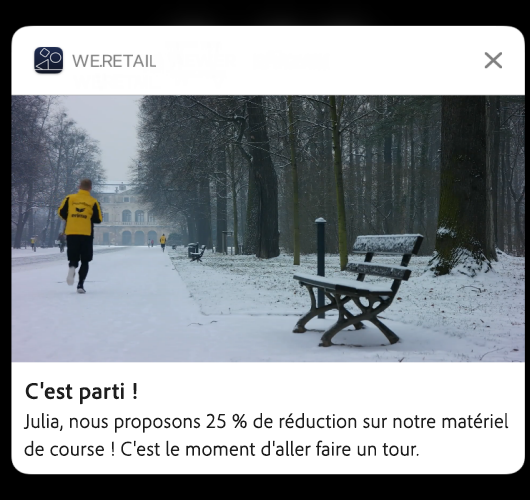 WE.RETAIL
C'est parti !
Julia, nous proposons 25 % de réduction sur notre matériel
de course ! C'est le moment d'aller faire un tour.